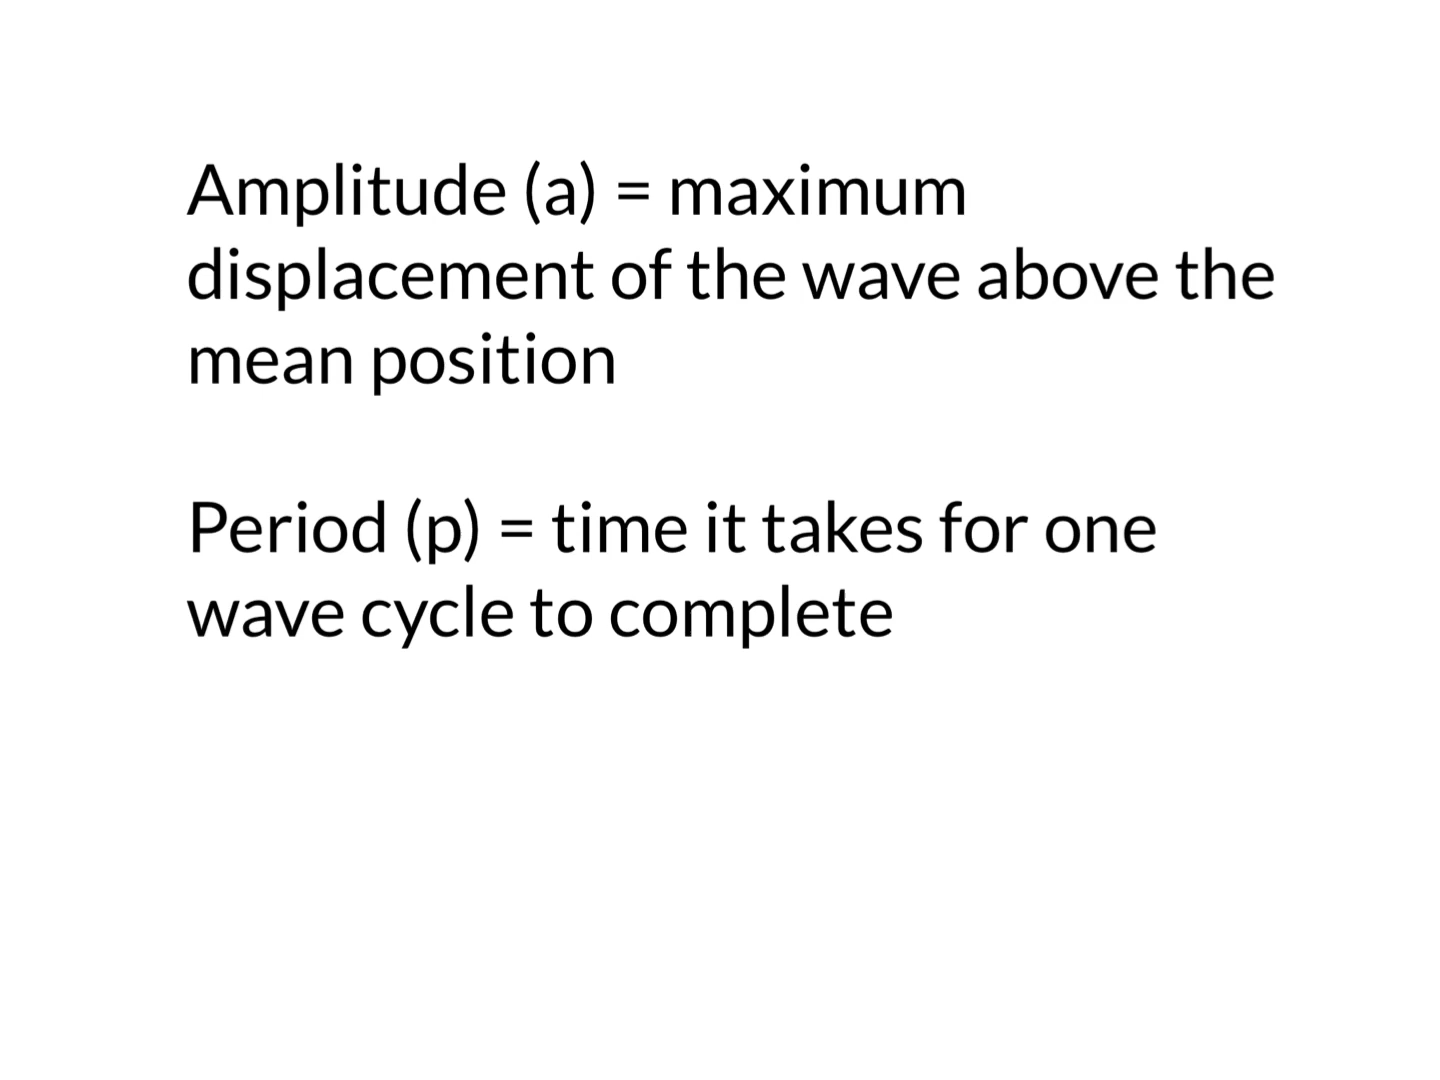 Amplitude (a) = maximum
displacement of the wave above the
mean position
Period (p) = time it takes for one
wave cycle to complete